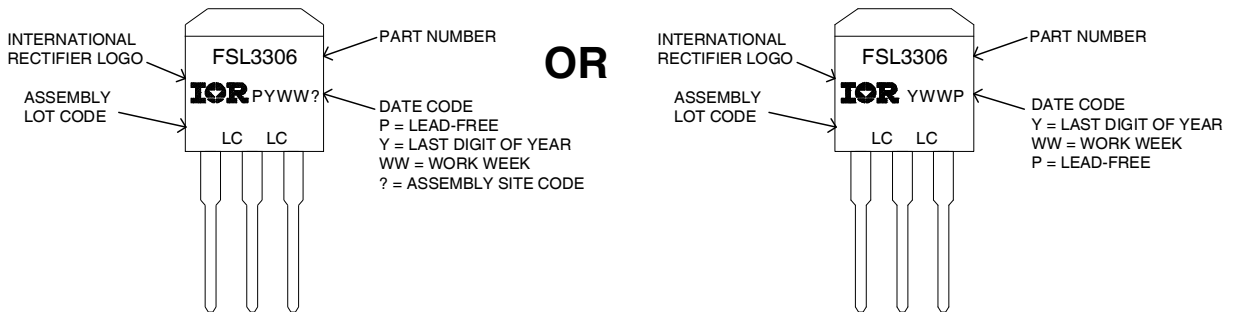 INTERNATIONAL
RECTIFIER LOGO
ASSEMBLY
LOT CODE
FSL3306
IOR PYWW?
LC LC
PART NUMBER
DATE CODE
P = LEAD-FREE
Y = LAST DIGIT OF YEAR
WW = WORK WEEK
? = ASSEMBLY SITE CODE
OR
INTERNATIONAL
RECTIFIER LOGO
ASSEMBLY
LOT CODE
FSL3306
IOR YWWP
LC LC
PART NUMBER
DATE CODE
Y = LAST DIGIT OF YEAR
WW = WORK WEEK
P = LEAD-FREE